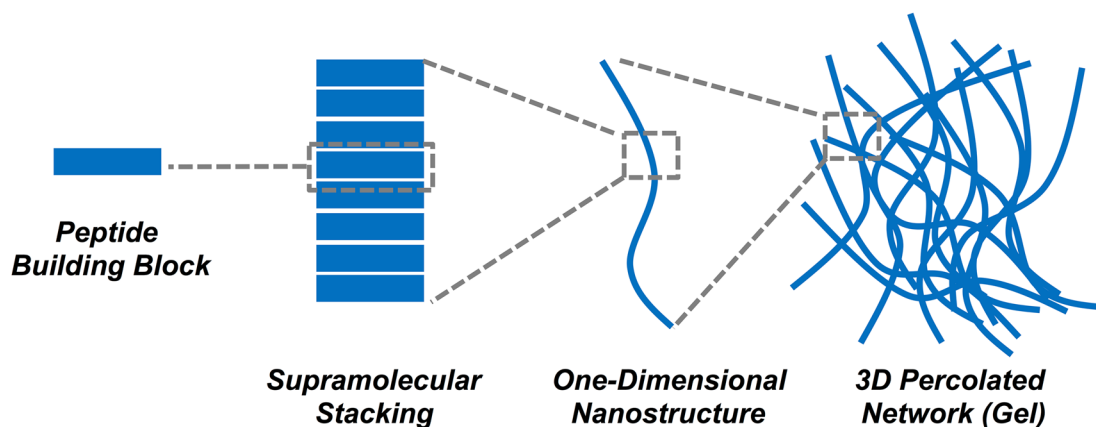 Peptide
Building Block
Supramolecular
Stacking
One-Dimensional
Nanostructure
3D Percolated
Network (Gel)